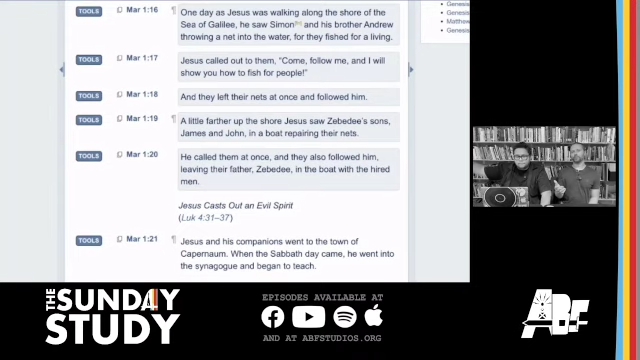 TOOLS Mar 1:16 ¶ One day as Jesus was walking along the shore of the
Sea of Galilee, he saw Simon and his brother Andrew
throwing a net into the water, for they fished for a living.
TOOLS Mar 1:17 Jesus called out to them, “Come, follow me, and I will
show you how to fish for people!”
TOOLS Mar 1:18 And they left their nets at once and followed him.
TOOLS Mar 1:19 ¶ A little farther up the shore Jesus saw Zebedee’s sons,
James and John, in a boat repairing their nets.
TOOLS Mar 1:20 He called them at once, and they also followed him,
leaving their father, Zebedee, in the boat with the hired
men.
Jesus Casts Out an Evil Spirit
(Luk 4:31–37)
TOOLS Mar 1:21 ¶ Jesus and his companions went to the town of
Capernaum. When the Sabbath day came, he went into
the synagogue and began to teach.
Genesis
Matthew
Genesis
THE SUNDAY
STUDY
EPISODES AVAILABLE AT
AND AT ABFSTUDIOS.ORG
ABF